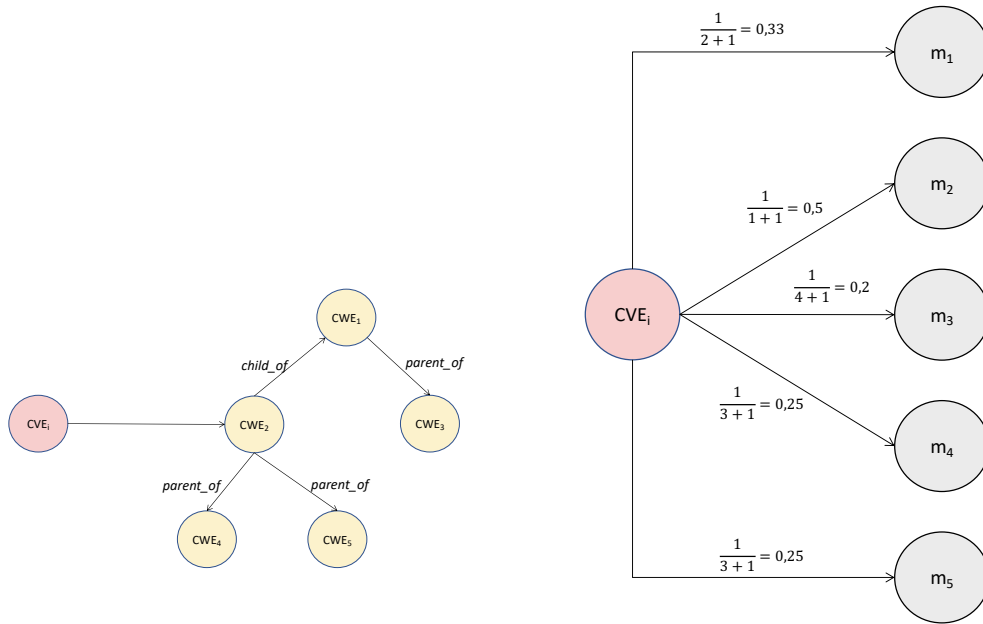 CWE₁
child_of
parent_of
CVEᵢ
CWE₂
CWE₃
parent_of
parent_of
CWE₄
CWE₅
1/(2 + 1) = 0,33
m₁
1/(1 + 1) = 0,5
m₂
CVEᵢ
1/(4 + 1) = 0,2
m₃
1/(3 + 1) = 0,25
m₄
1/(3 + 1) = 0,25
m₅